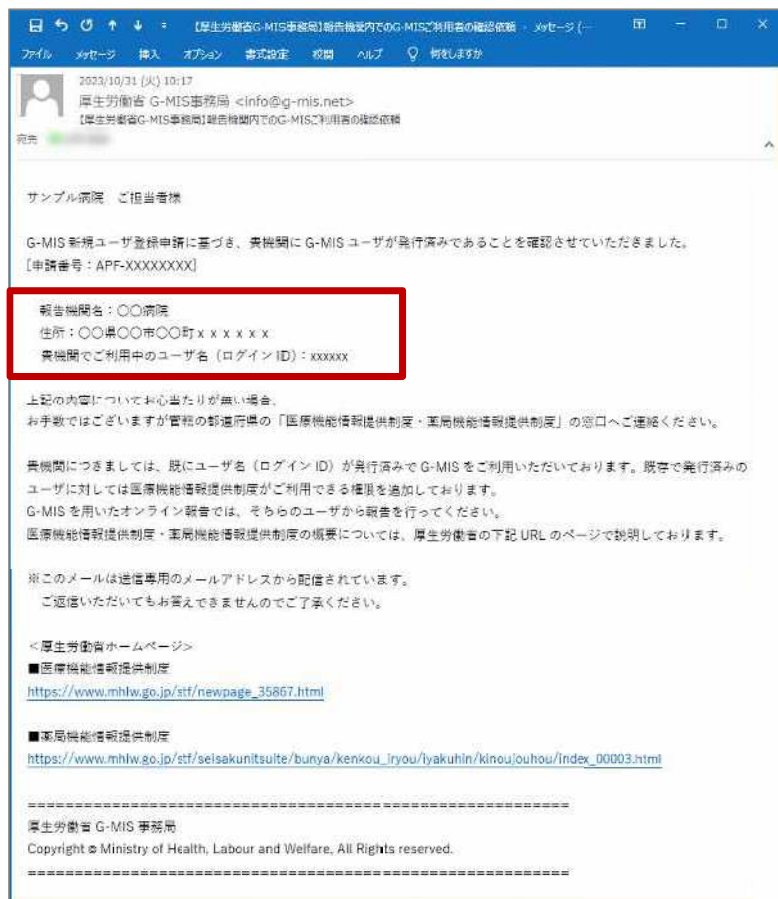 【厚生労働省G-MIS事務局】報告機関内でのG-MISご利用者の確認依頼 - メッセージ (…
ファイル メッセージ 挿入 オプション 書式設定 校閲 ヘルプ 何をしますか
2023/10/31 (火) 10:17
厚生労働省 G-MIS事務局 <info@g-mis.net>
【厚生労働省G-MIS事務局】報告機関内でのG-MISご利用者の確認依頼
宛先
サンプル病院 ご担当者様
G-MIS 新規ユーザ登録申請に基づき、貴機関に G-MIS ユーザが発行済みであることを確認させていただきました。
[申請番号：APF-XXXXXXXX]
報告機関名：〇〇病院
住所：〇〇県〇〇市〇〇町ｘｘｘｘｘｘ
貴機関でご利用中のユーザ名（ログイン ID）：xxxxxx
上記の内容についてお心当たりが無い場合、
お手数ではございますが管轄の都道府県の「医療機能情報提供制度・薬局機能情報提供制度」の窓口へご連絡ください。
貴機関につきましては、既にユーザ名（ログイン ID）が発行済みで G-MIS をご利用いただいております。既存で発行済みの
ユーザに対しては医療機能情報提供制度がご利用できる権限を追加しております。
G-MIS を用いたオンライン報告では、そちらのユーザから報告を行ってください。
医療機能情報提供制度・薬局機能情報提供制度の概要については、厚生労働省の下記 URL のページで説明しております。
※このメールは送信専用のメールアドレスから配信されています。
ご返信いただいてもお答えできませんのでご了承ください。
＜厚生労働省ホームページ＞
■医療機能情報提供制度
https://www.mhlw.go.jp/stf/newpage_35867.html
■薬局機能情報提供制度
https://www.mhlw.go.jp/stf/seisakunitsuite/bunya/kenkou_iryou/iyakuhin/kinoujouhou/index_00003.html
==========================================================
厚生労働省 G-MIS 事務局
Copyright © Ministry of Health, Labour and Welfare, All Rights reserved.
==========================================================